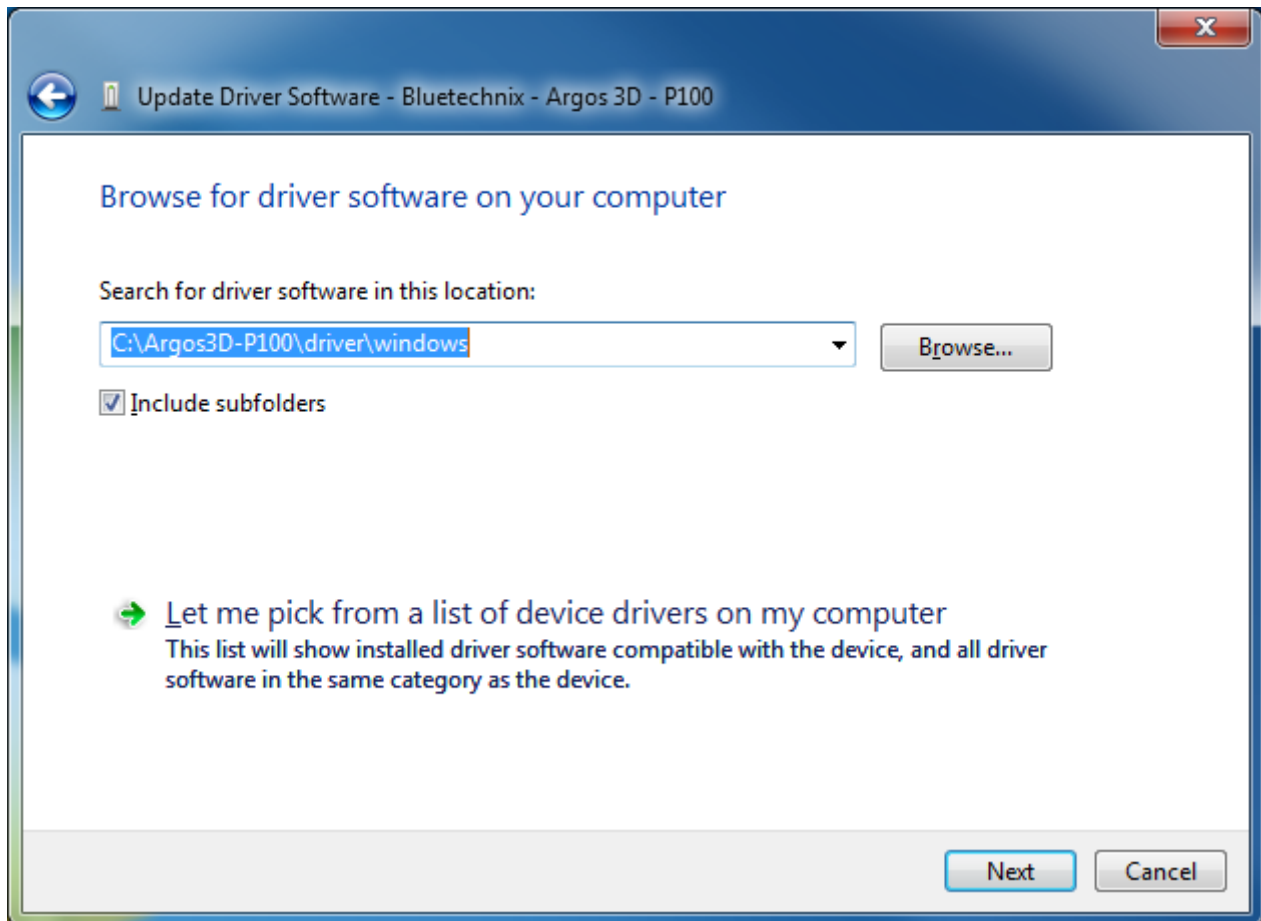 Update Driver Software - Bluetechnix - Argos 3D - P100
Browse for driver software on your computer
Search for driver software in this location:
C:\Argos3D-P100\driver\windows
Browse...
Include subfolders
Let me pick from a list of device drivers on my computer
This list will show installed driver software compatible with the device, and all driver
software in the same category as the device.
Next
Cancel